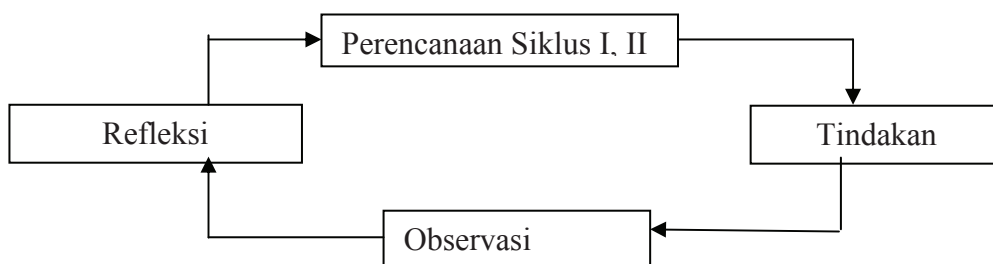 Perencanaan Siklus I, II
Refleksi
Tindakan
Observasi